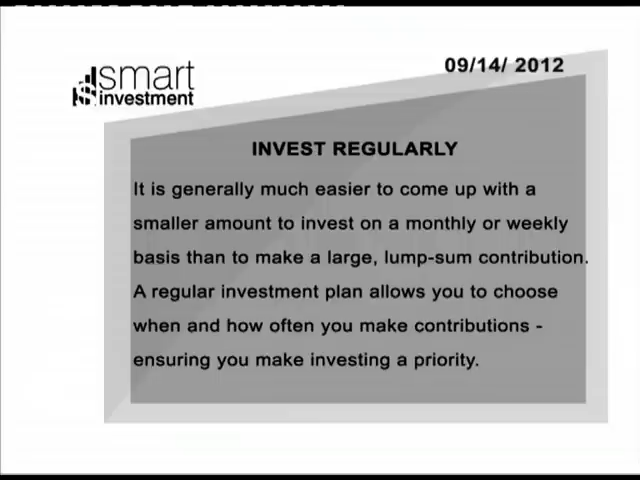 smart
investment
09/14/ 2012
INVEST REGULARLY
It is generally much easier to come up with a
smaller amount to invest on a monthly or weekly
basis than to make a large, lump-sum contribution.
A regular investment plan allows you to choose
when and how often you make contributions -
ensuring you make investing a priority.